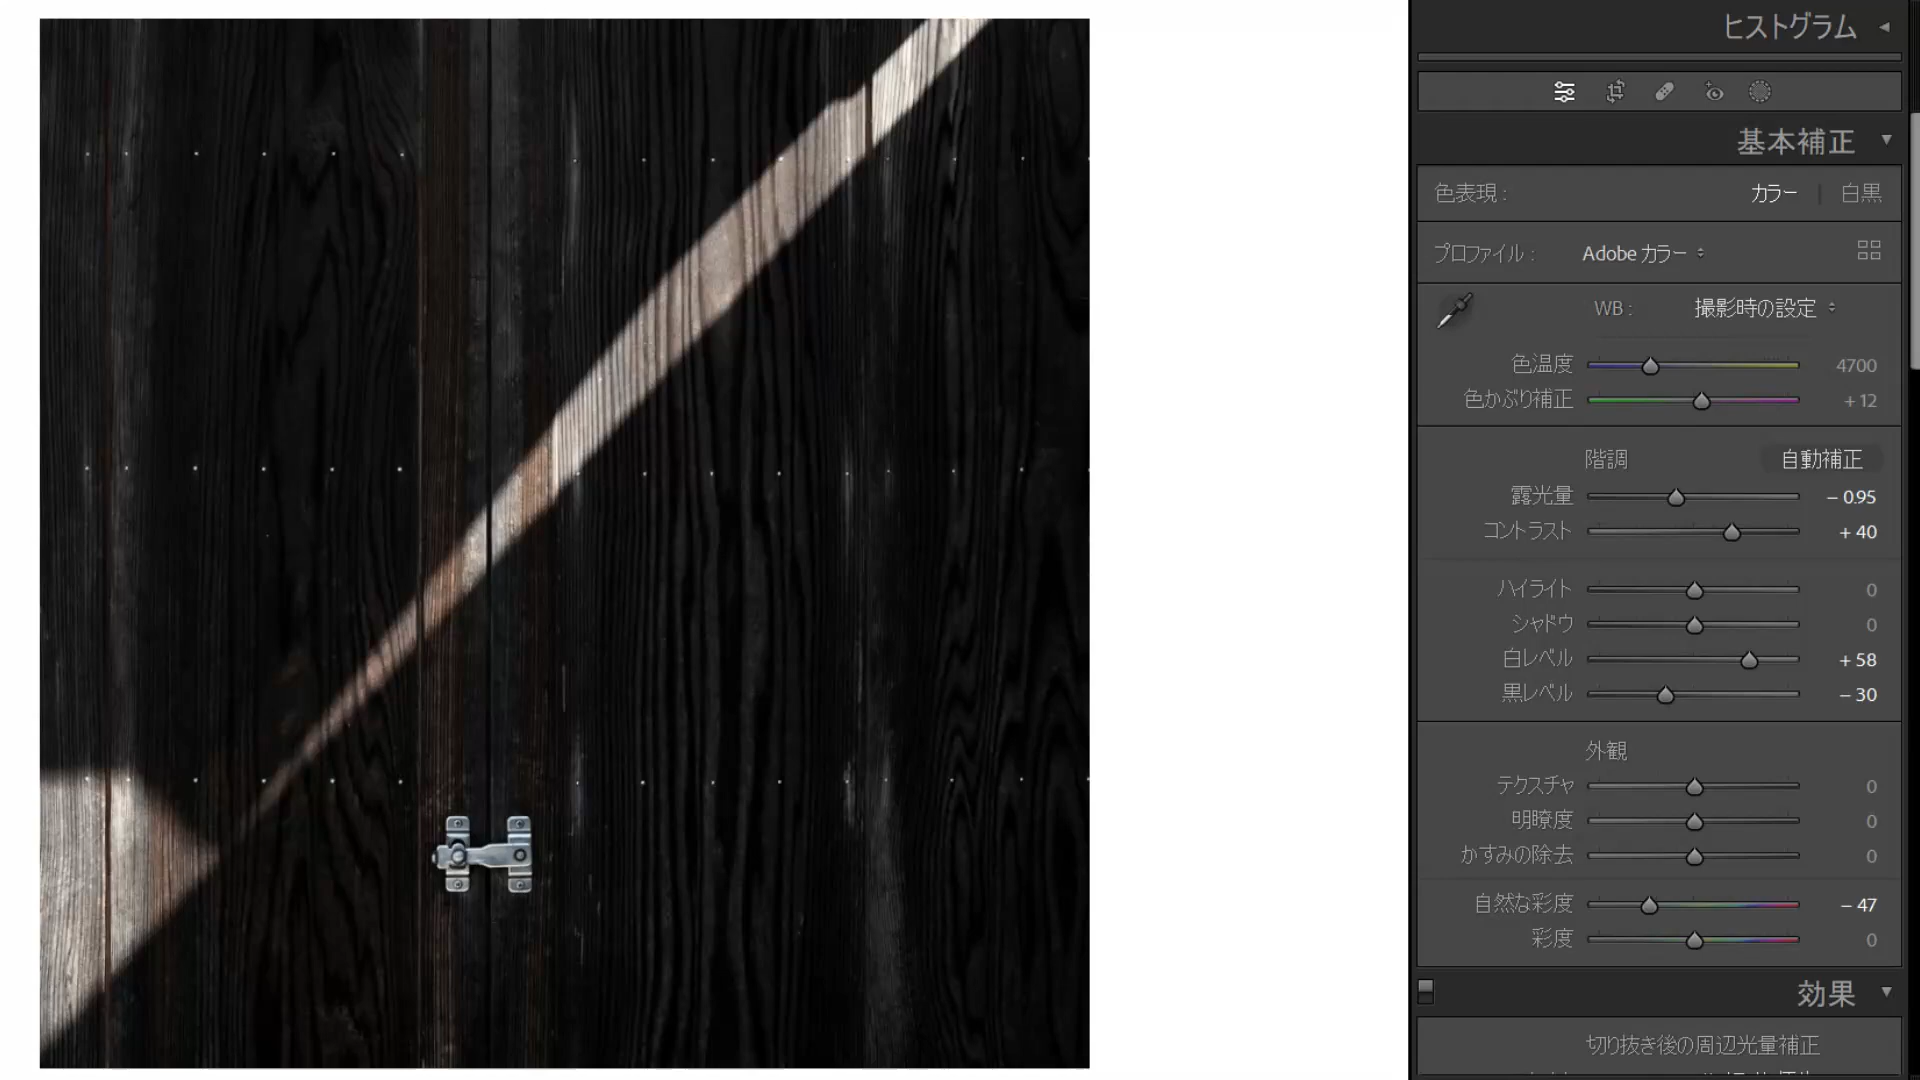 ヒストグラム
基本補正
色表現 : カラー 白黒
プロファイル : Adobe カラー
WB : 撮影時の設定
色温度 4700
色かぶり補正 + 12
階調 自動補正
露光量 − 0.95
コントラスト + 40
ハイライト 0
シャドウ 0
白レベル + 58
黒レベル − 30
外観
テクスチャ 0
明瞭度 0
かすみの除去 0
自然な彩度 − 47
彩度 0
効果
切り抜き後の周辺光量補正